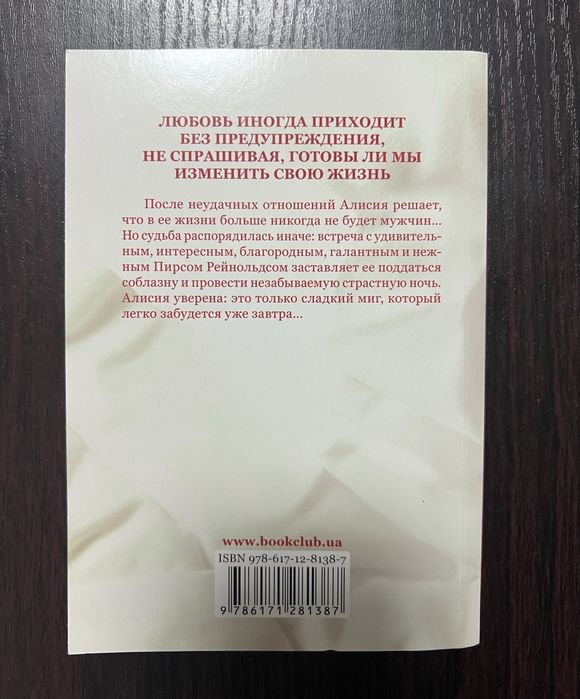 ЛЮБОВЬ ИНОГДА ПРИХОДИТ
БЕЗ ПРЕДУПРЕЖДЕНИЯ,
НЕ СПРАШИВАЯ, ГОТОВЫ ЛИ МЫ
ИЗМЕНИТЬ СВОЮ ЖИЗНЬ
После неудачных отношений Алисия решает,
что в ее жизни больше никогда не будет мужчин...
Но судьба распорядилась иначе: встреча с удивитель-
ным, интересным, благородным, галантным и неж-
ным Пирсом Рейнольдсом заставляет ее поддаться
соблазну и провести незабываемую страстную ночь.
Алисия уверена: это только сладкий миг, который
легко забудется уже завтра...
www.bookclub.ua
ISBN 978-617-12-8138-7
9 786171 281387